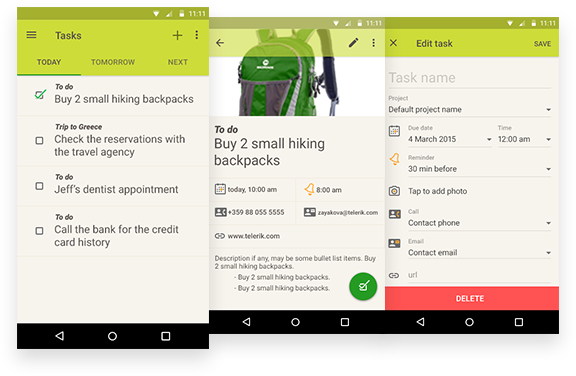 11:11
Tasks
TODAY
TOMORROW
NEXT
To do
Buy 2 small hiking backpacks
Trip to Greece
Check the reservations with
the travel agency
To do
Jeff's dentist appointment
To do
Call the bank for the credit
card history
11:11
To do
Buy 2 small hiking
backpacks
today, 10:00 am
8:00 am
+359 88 055 5555
zayakova@telerik.com
www.telerik.com
Description if any, may be some bullet list items. Buy
2 small hiking backpacks.
- Buy 2 small hiking backpacks.
- Buy 2 small hiking backpacks.
11:11
Edit task
SAVE
Task name
Project
Default project name
Due date
4 March 2015
Time
12:00 am
Reminder
30 min before
Tap to add photo
Call
Contact phone
Email
Contact email
url
DELETE